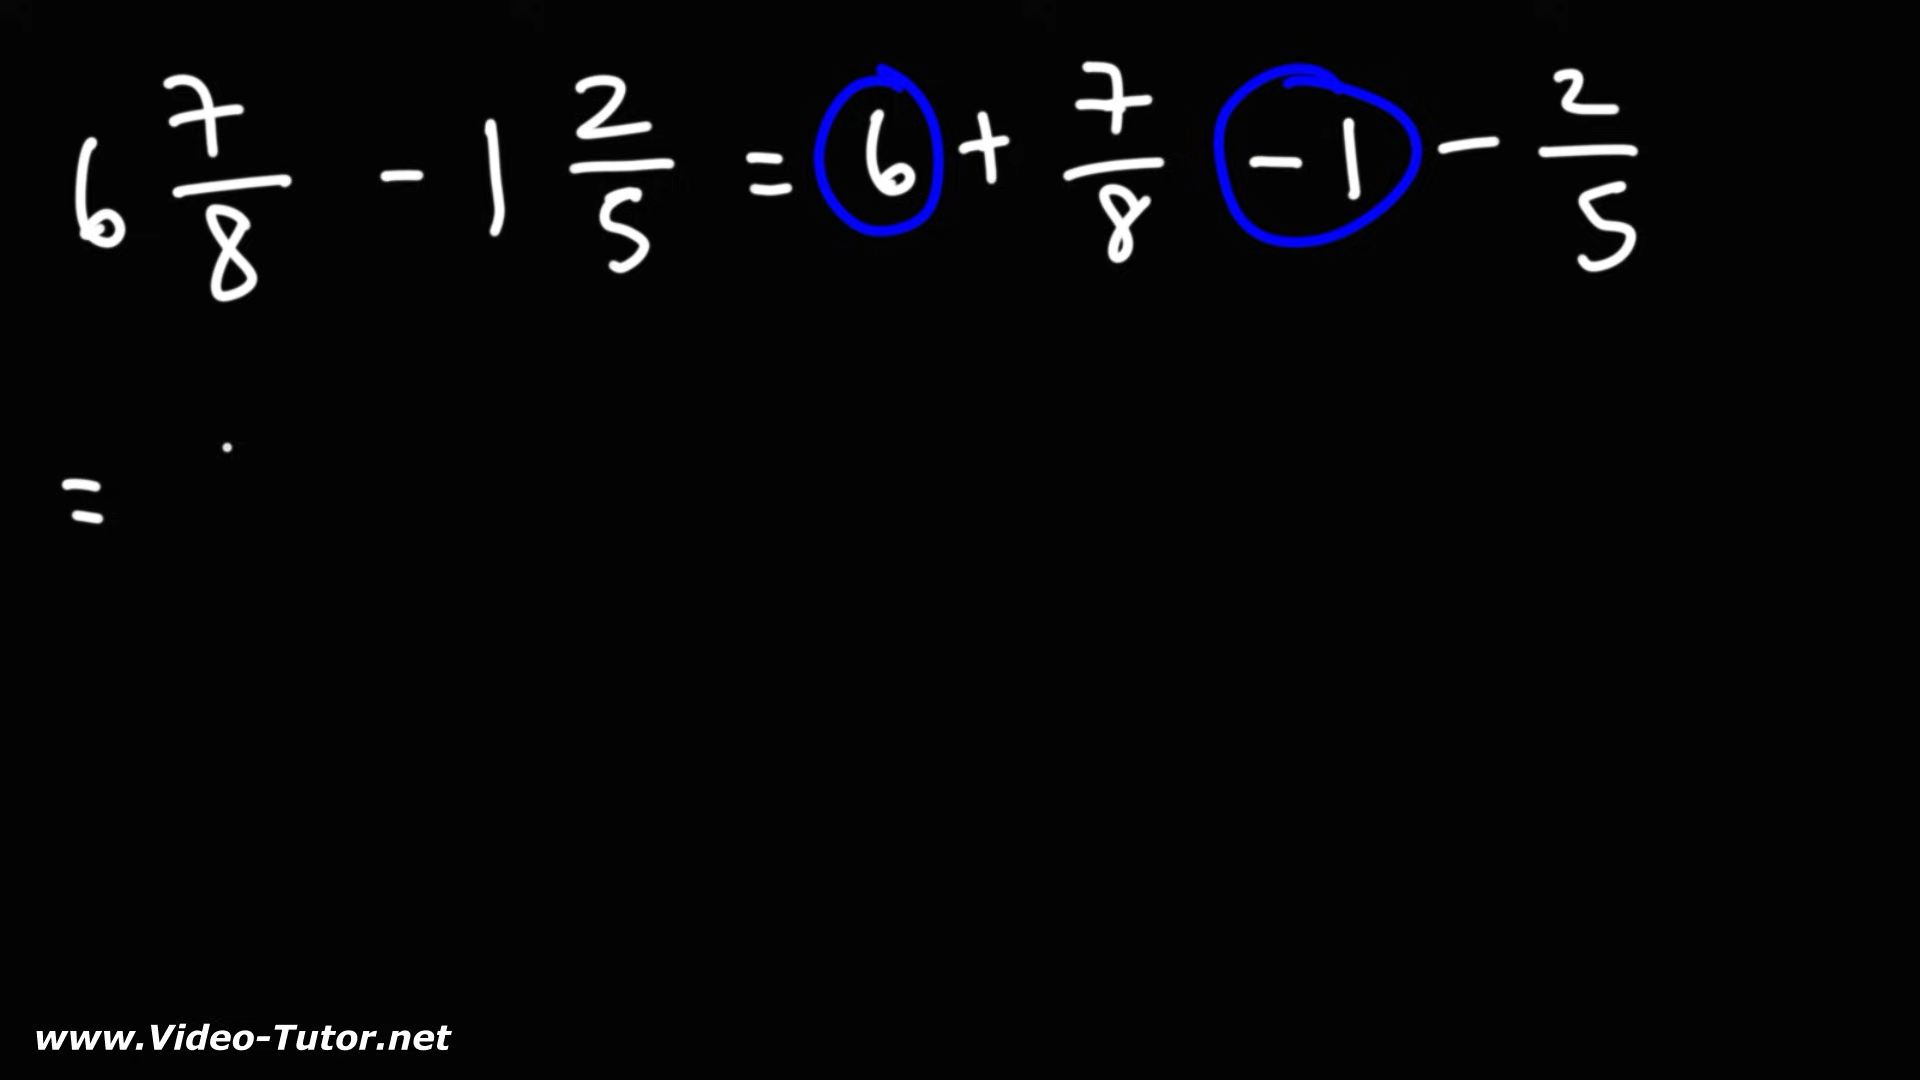 6 7/8 - 1 2/5 = 6 + 7/8 - 1 - 2/5
=
www.Video-Tutor.net